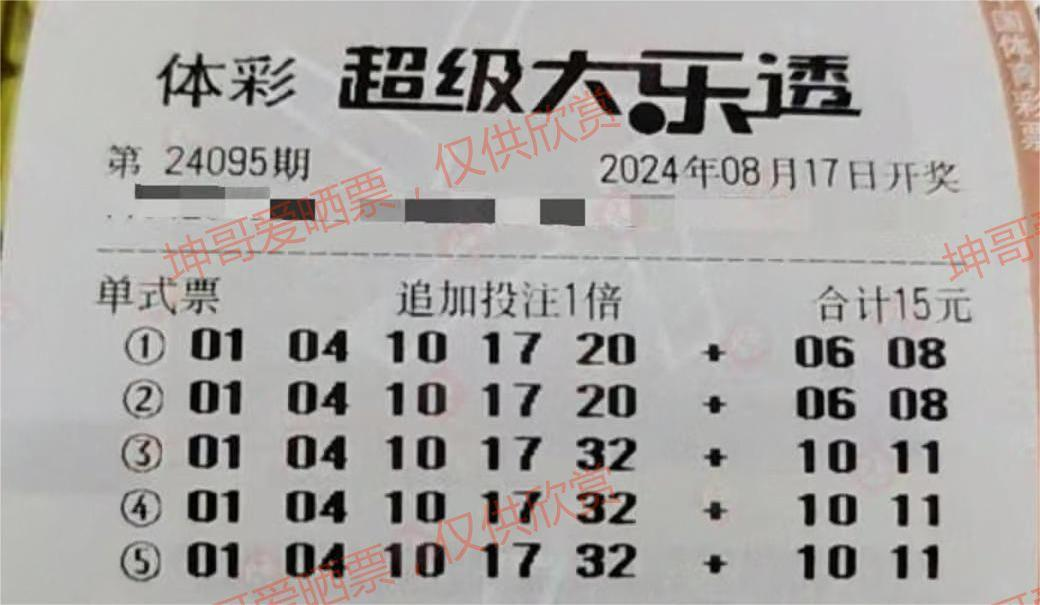 体彩 超级大乐透
第 24095期 2024年08月17日开奖
单式票 追加投注1倍 合计15元
① 01 04 10 17 20 + 06 08
② 01 04 10 17 20 + 06 08
③ 01 04 10 17 32 + 10 11
④ 01 04 10 17 32 + 10 11
⑤ 01 04 10 17 32 + 10 11
中国体育彩票
坤哥爱晒票，仅供欣赏
坤哥
坤哥爱晒票，仅供欣赏